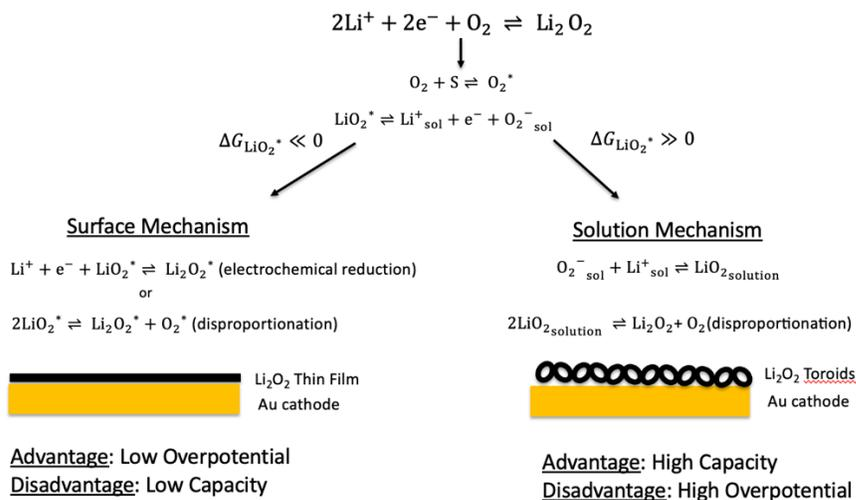 2Li⁺ + 2e⁻ + O₂ ⇌ Li₂O₂
O₂ + S ⇌ O₂*
LiO₂* ⇌ Li⁺sol + e⁻ + O₂⁻sol
ΔG_LiO₂* ≪ 0
ΔG_LiO₂* ≫ 0
Surface Mechanism
Li⁺ + e⁻ + LiO₂* ⇌ Li₂O₂* (electrochemical reduction)
or
2LiO₂* ⇌ Li₂O₂* + O₂* (disproportionation)
Li₂O₂ Thin Film
Au cathode
Advantage: Low Overpotential
Disadvantage: Low Capacity
Solution Mechanism
O₂⁻sol + Li⁺sol ⇌ LiO₂solution
2LiO₂solution ⇌ Li₂O₂+ O₂(disproportionation)
Li₂O₂ Toroids
Au cathode
Advantage: High Capacity
Disadvantage: High Overpotential